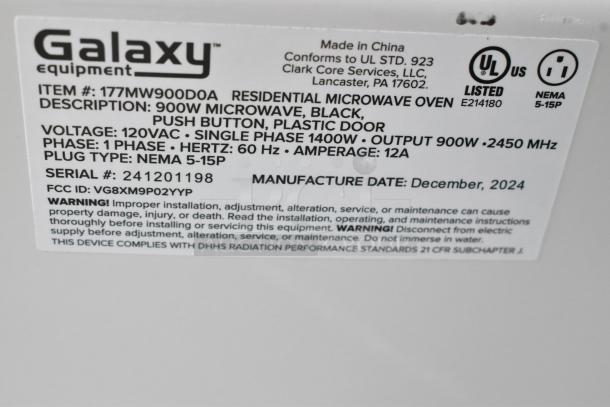 Galaxy™
equipment
Made in China
Conforms to UL STD. 923
Clark Core Services, LLC,
Lancaster, PA 17602.
UL US
LISTED
E214180
NEMA
5-15P
ITEM #: 177MW900D0A RESIDENTIAL MICROWAVE OVEN
DESCRIPTION: 900W MICROWAVE, BLACK,
PUSH BUTTON, PLASTIC DOOR
VOLTAGE: 120VAC • SINGLE PHASE 1400W • OUTPUT 900W •2450 MHz
PHASE: 1 PHASE • HERTZ: 60 Hz • AMPERAGE: 12A
PLUG TYPE: NEMA 5-15P
SERIAL #: 241201198 MANUFACTURE DATE: December, 2024
FCC ID: VG8XM9P02YYP
WARNING! Improper installation, adjustment, alteration, service, or maintenance can cause
property damage, injury, or death. Read the installation, operating, and maintenance instructions
thoroughly before installing or servicing this equipment. WARNING! Disconnect from electric
supply before adjustment, alteration, service, or maintenance. Do not immerse in water.
THIS DEVICE COMPLIES WITH DHHS RADIATION PERFORMANCE STANDARDS 21 CFR SUBCHAPTER J.